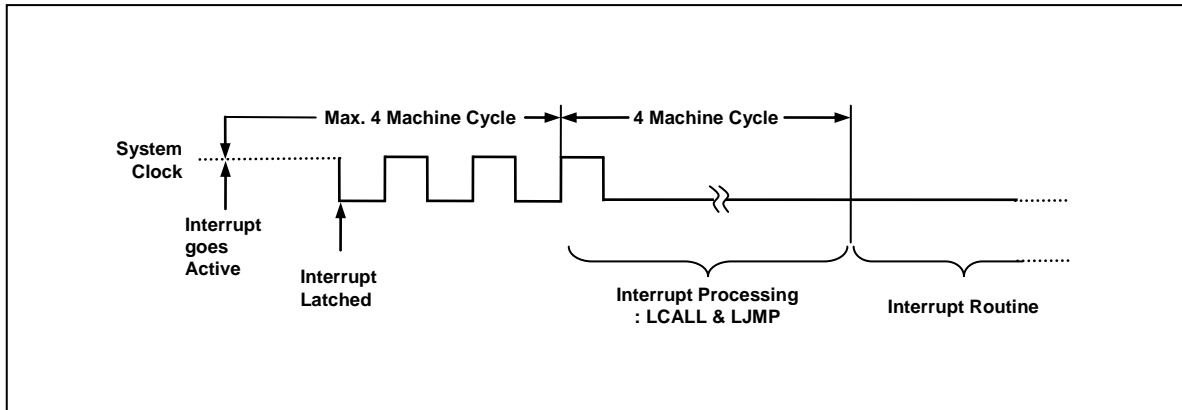 Max. 4 Machine Cycle
4 Machine Cycle
System
Clock
Interrupt
goes
Active
Interrupt
Latched
Interrupt Processing
: LCALL & LJMP
Interrupt Routine